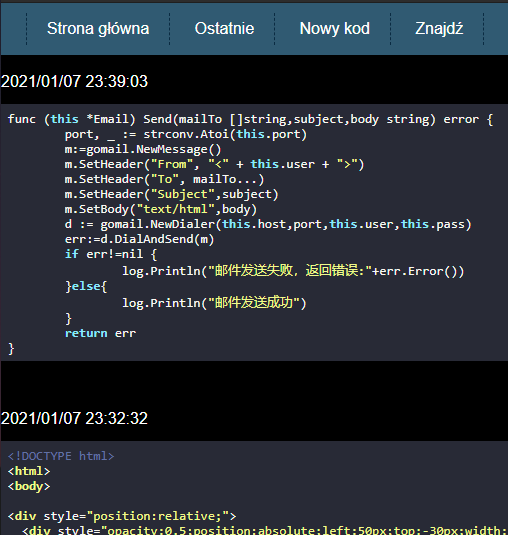 Strona główna Ostatnie Nowy kod Znajdź
2021/01/07 23:39:03
func (this *Email) Send(mailTo []string,subject,body string) error {
port, _ := strconv.Atoi(this.port)
m:=gomail.NewMessage()
m.SetHeader("From", "<" + this.user + ">")
m.SetHeader("To", mailTo...)
m.SetHeader("Subject",subject)
m.SetBody("text/html",body)
d := gomail.NewDialer(this.host,port,this.user,this.pass)
err:=d.DialAndSend(m)
if err!=nil {
log.Println("邮件发送失败，返回错误:"+err.Error())
}else{
log.Println("邮件发送成功")
}
return err
}
2021/01/07 23:32:32
<!DOCTYPE html>
<html>
<body>
<div style="position:relative;">
<div style="opacity:0.5;position:absolute;left:50px;top:-30px;width: